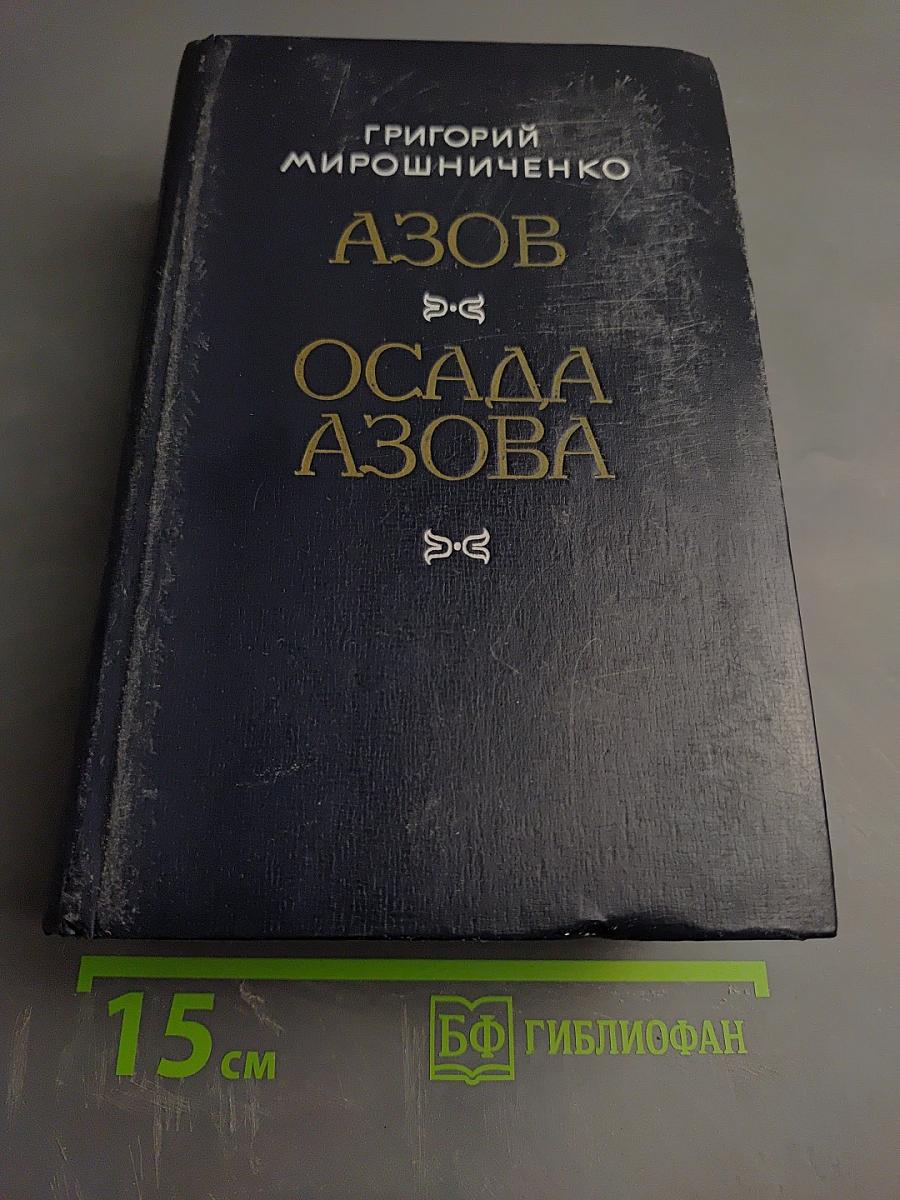 ГРИГОРИЙ
МИРОШНИЧЕНКО
АЗОВ
ОСАДА
АЗОВА
15 см
БФ ГИБЛИОФАН